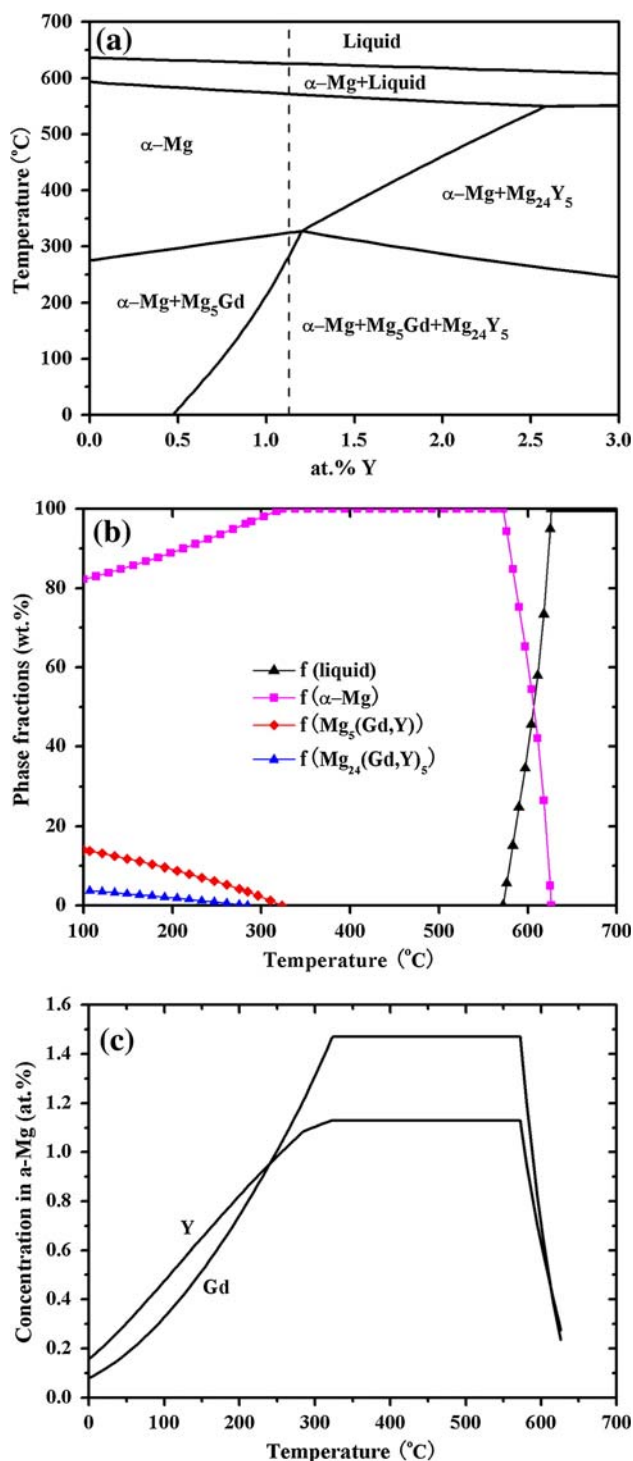 (a)
Liquid
α–Mg+Liquid
α–Mg
α–Mg+Mg₂₄Y₅
α–Mg+Mg₅Gd
α–Mg+Mg₅Gd+Mg₂₄Y₅
Temperature (°C)
700
600
500
400
300
200
100
0
0.0 0.5 1.0 1.5 2.0 2.5 3.0
at.% Y
(b)
f (liquid)
f (α–Mg)
f (Mg₅(Gd,Y))
f (Mg₂₄(Gd,Y)₅)
Phase fractions (wt.%)
100
80
60
40
20
0
100 200 300 400 500 600 700
Temperature (°C)
(c)
Y
Gd
Concentration in a-Mg (at.%)
1.6
1.4
1.2
1.0
0.8
0.6
0.4
0.2
0.0
0 100 200 300 400 500 600 700
Temperature (°C)